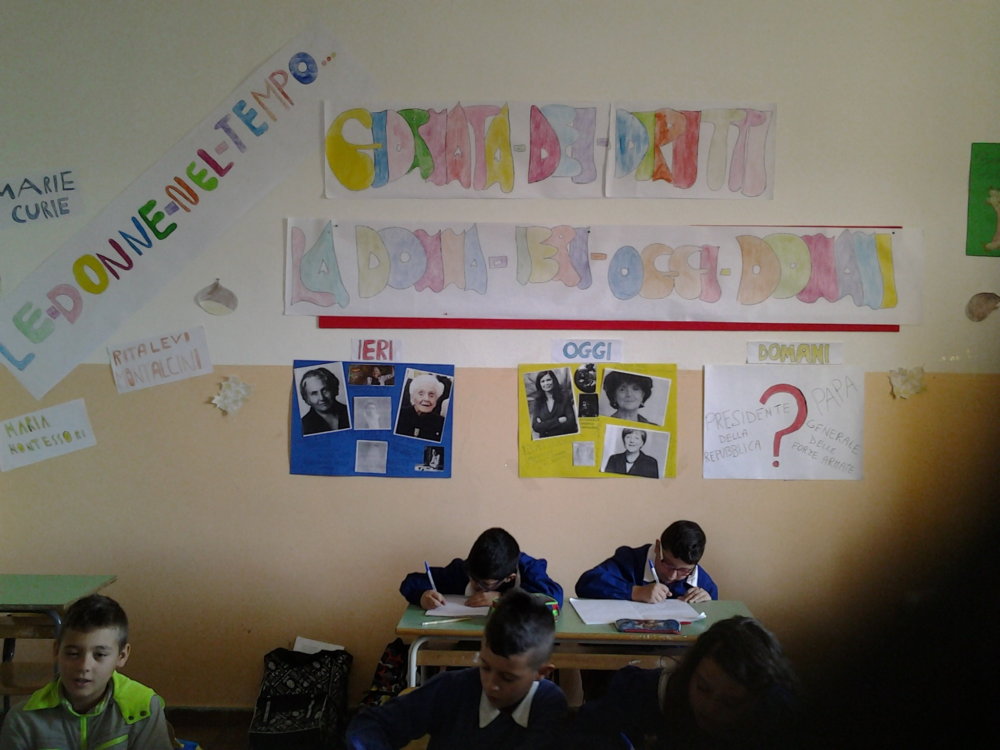 LE-DONNE-NEL-TEMPO...
GIORNATA-DEI-DIRITTI
LA DONNA-IERI-OGGI-DOMANI
MARIE
CURIE
RITA LEVI
MONTALCINI
MARIA
MONTESSORI
IERI
OGGI
DOMANI
?
PRESIDENTE
DELLA
REPUBBLICA
PAPA
GENERALE
DELLE
FORZE ARMATE